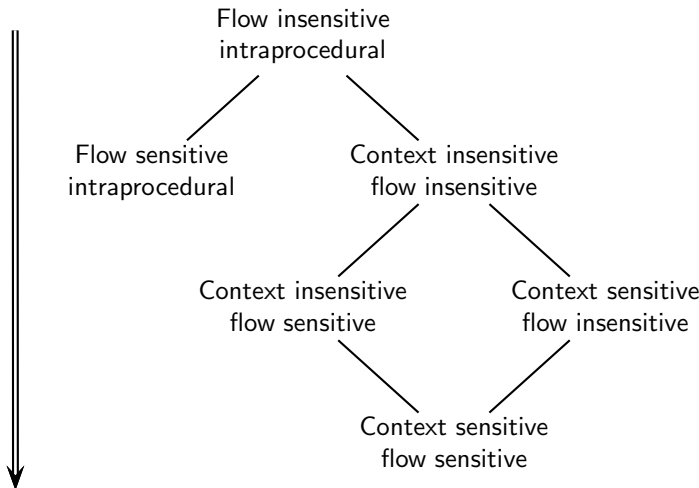 Flow insensitive
intraprocedural
Flow sensitive
intraprocedural
Context insensitive
flow insensitive
Context insensitive
flow sensitive
Context sensitive
flow insensitive
Context sensitive
flow sensitive